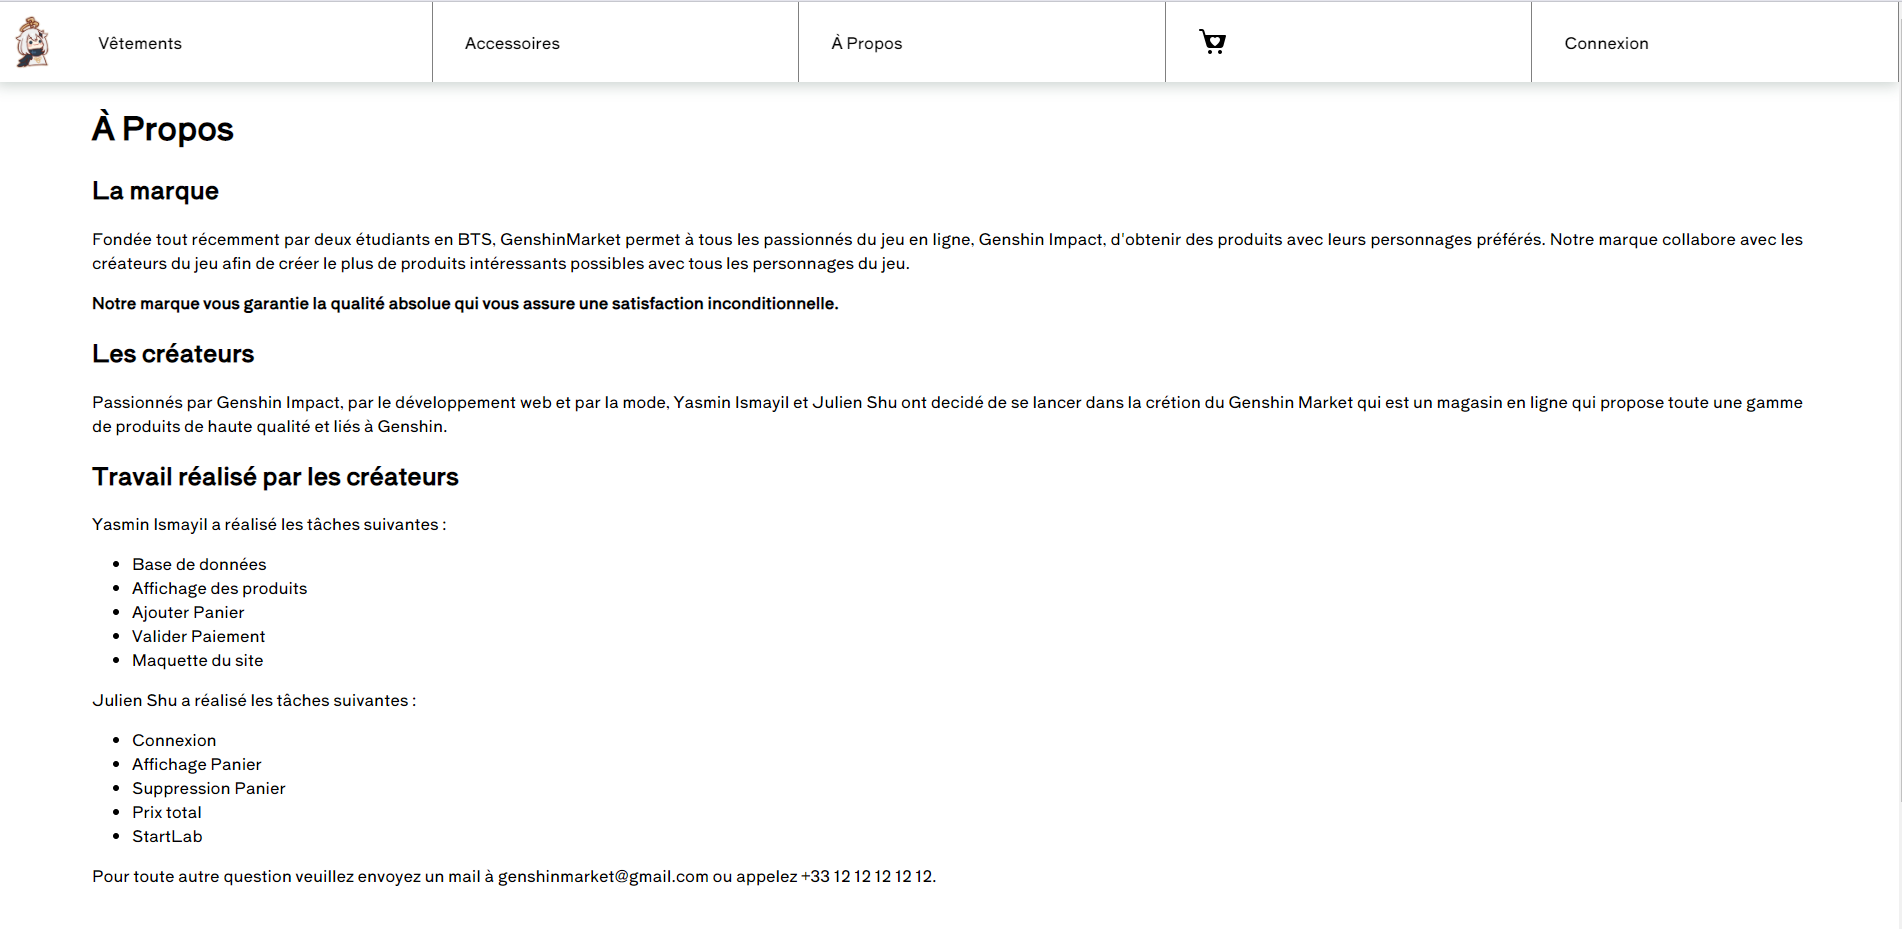 Vêtements
Accessoires
À Propos
Connexion
À Propos
La marque
Fondée tout récemment par deux étudiants en BTS, GenshinMarket permet à tous les passionnés du jeu en ligne, Genshin Impact, d'obtenir des produits avec leurs personnages préférés. Notre marque collabore avec les
créateurs du jeu afin de créer le plus de produits intéressants possibles avec tous les personnages du jeu.
Notre marque vous garantie la qualité absolue qui vous assure une satisfaction inconditionnelle.
Les créateurs
Passionnés par Genshin Impact, par le développement web et par la mode, Yasmin Ismayil et Julien Shu ont decidé de se lancer dans la crétion du Genshin Market qui est un magasin en ligne qui propose toute une gamme
de produits de haute qualité et liés à Genshin.
Travail réalisé par les créateurs
Yasmin Ismayil a réalisé les tâches suivantes :
• Base de données
• Affichage des produits
• Ajouter Panier
• Valider Paiement
• Maquette du site
Julien Shu a réalisé les tâches suivantes :
• Connexion
• Affichage Panier
• Suppression Panier
• Prix total
• StartLab
Pour toute autre question veuillez envoyez un mail à genshinmarket@gmail.com ou appelez +33 12 12 12 12 12.